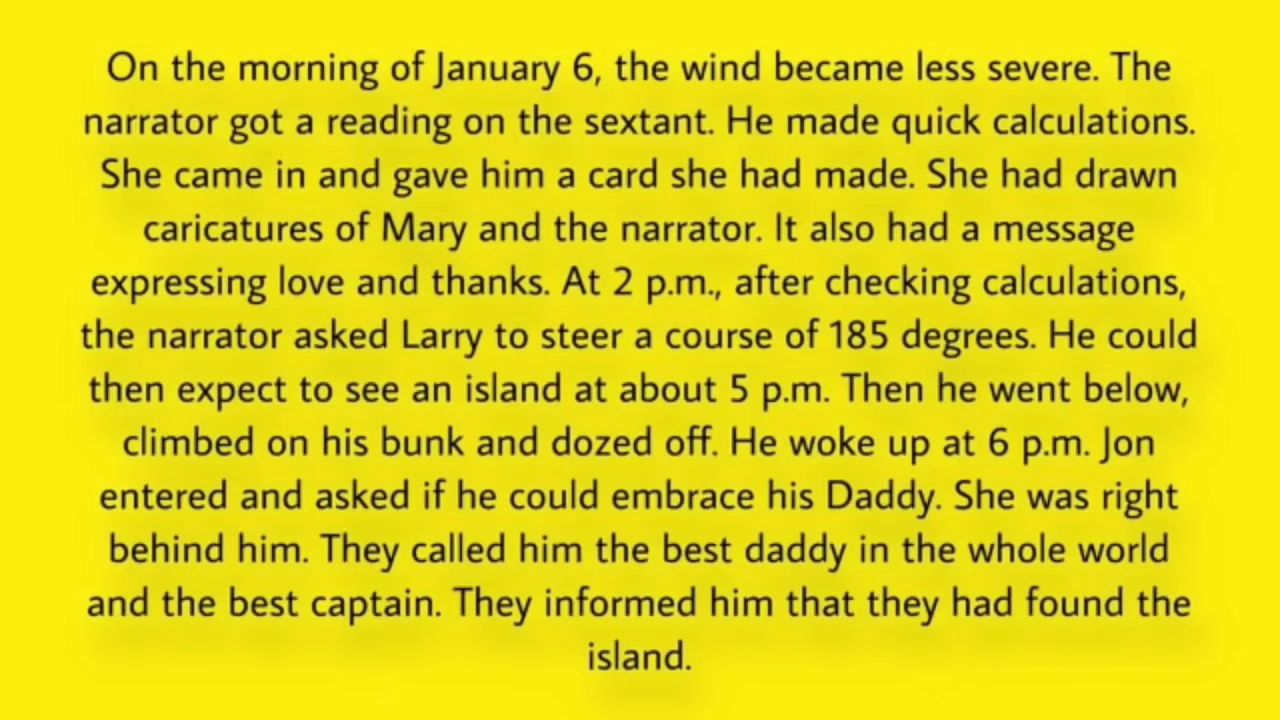 On the morning of January 6, the wind became less severe. The
narrator got a reading on the sextant. He made quick calculations.
She came in and gave him a card she had made. She had drawn
caricatures of Mary and the narrator. It also had a message
expressing love and thanks. At 2 p.m., after checking calculations,
the narrator asked Larry to steer a course of 185 degrees. He could
then expect to see an island at about 5 p.m. Then he went below,
climbed on his bunk and dozed off. He woke up at 6 p.m. Jon
entered and asked if he could embrace his Daddy. She was right
behind him. They called him the best daddy in the whole world
and the best captain. They informed him that they had found the
island.